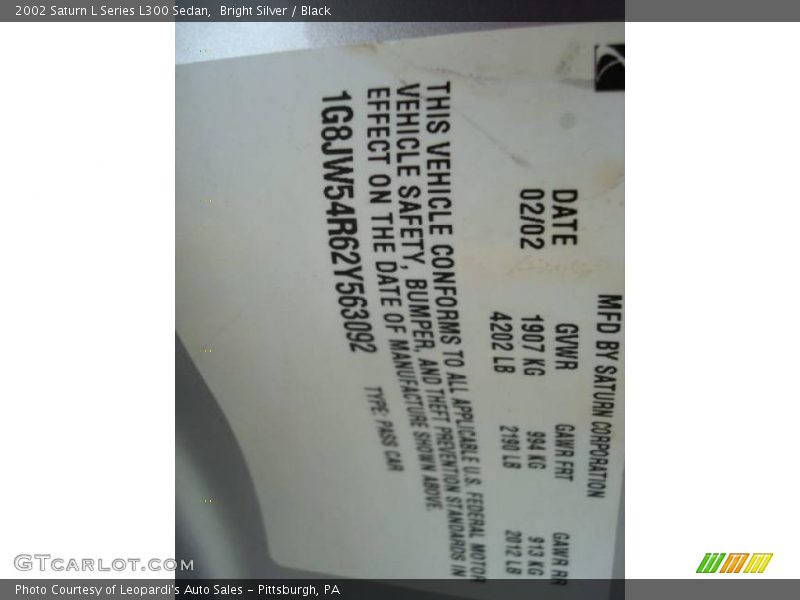 2002 Saturn L Series L300 Sedan, Bright Silver / Black
MFD BY SATURN CORPORATION
DATE GVWR GAWR FRT GAWR RR
02/02 1907 KG 994 KG 913 KG
4202 LB 2190 LB 2012 LB
THIS VEHICLE CONFORMS TO ALL APPLICABLE U.S. FEDERAL MOTOR
VEHICLE SAFETY, BUMPER, AND THEFT PREVENTION STANDARDS IN
EFFECT ON THE DATE OF MANUFACTURE SHOWN ABOVE.
1G8JW54R62Y563092 TYPE: PASS CAR
GTCARLOT.COM
Photo Courtesy of Leopardi's Auto Sales - Pittsburgh, PA